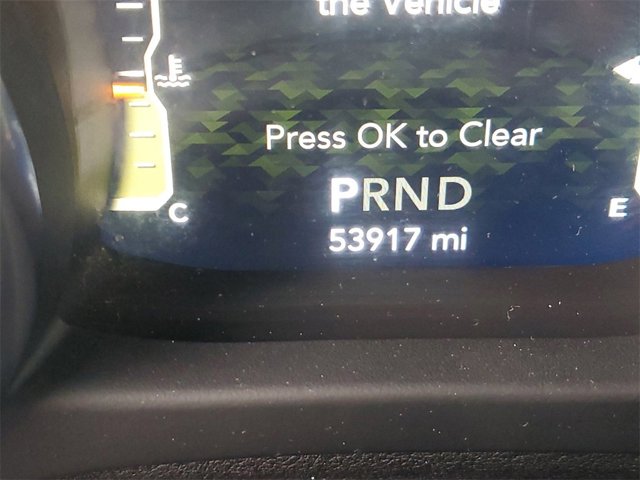 the Vehicle
Press OK to Clear
PRND
C
E
53917 mi